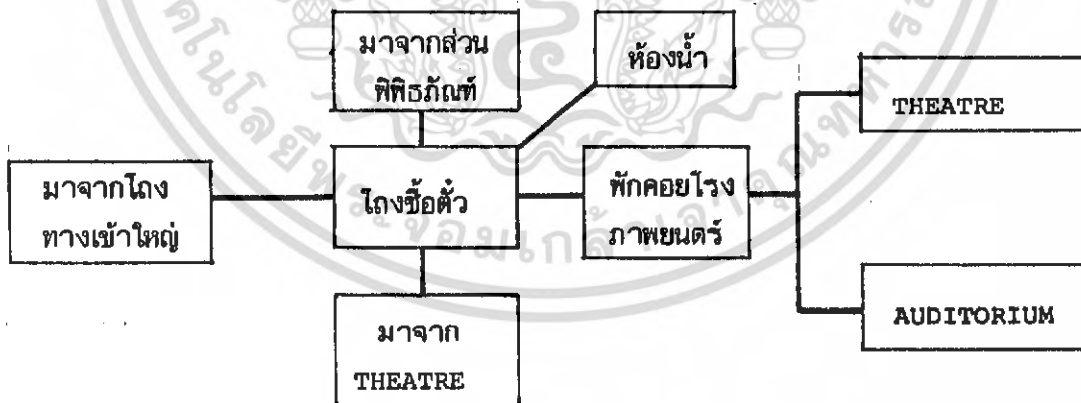 มาจากส่วน
พิพิธภัณฑ์
ห้องน้ำ
THEATRE
มาจากโถง
ทางเข้าใหญ่
โถงซื้อตั๋ว
พักคอยโรง
ภาพยนตร์
มาจาก
THEATRE
AUDITORIUM